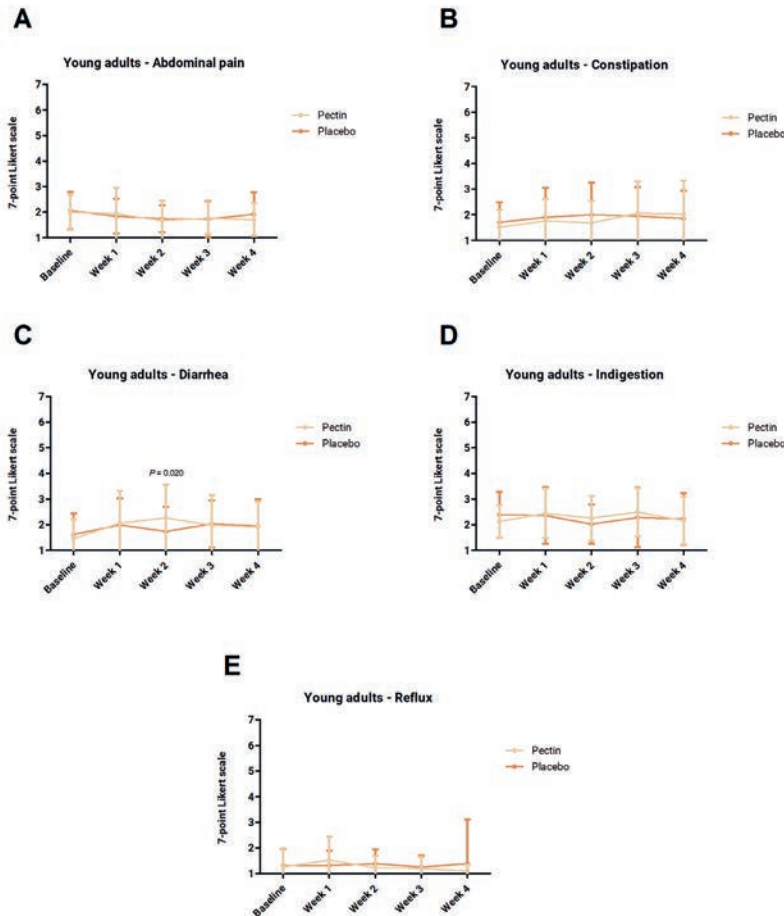 A
Young adults - Abdominal pain
7-point Likert scale
7
6
5
4
3
2
1
Baseline
Week 1
Week 2
Week 3
Week 4
Pectin
Placebo
B
Young adults - Constipation
7-point Likert scale
7
6
5
4
3
2
1
Baseline
Week 1
Week 2
Week 3
Week 4
Pectin
Placebo
C
Young adults - Diarrhea
7-point Likert scale
7
6
5
4
3
2
1
P = 0.020
Baseline
Week 1
Week 2
Week 3
Week 4
Pectin
Placebo
D
Young adults - Indigestion
7-point Likert scale
7
6
5
4
3
2
1
Baseline
Week 1
Week 2
Week 3
Week 4
Pectin
Placebo
E
Young adults - Reflux
7-point Likert scale
7
6
5
4
3
2
1
Baseline
Week 1
Week 2
Week 3
Week 4
Pectin
Placebo